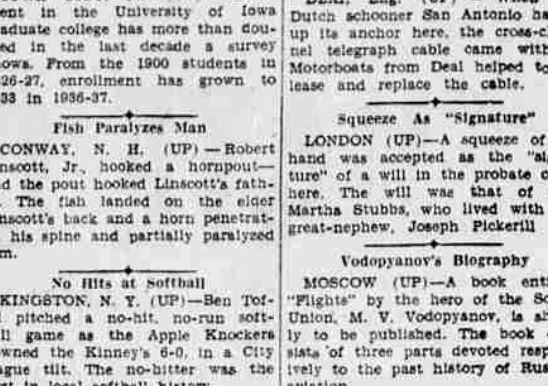 ent in the University of Iowa
aduate college has more than dou-
ed in the last decade a survey
ows. From the 1900 students in
26-27, enrollment has grown to
33 in 1936-37.
Fish Paralyzes Man
CONWAY, N. H. (UP)—Robert
nscott, Jr., hooked a hornpout—
d the pout hooked Linscott's fath-
. The fish landed on the elder
nscott's back and a horn penetrat-
his spine and partially paralyzed
m.
No Hits at Softball
KINGSTON, N. Y. (UP)—Ben Tof-
pitched a no-hit, no-run soft-
ll game as the Apple Knockers
owned the Kinney's 6-0, in a City
ague tilt. The no-hitter was the
st in local softball history.
Dutch schooner San Antonio ha
up its anchor here, the cross-c
nel telegraph cable came with
Motorboats from Deal helped to
lease and replace the cable.
Squeeze As "Signature"
LONDON (UP)—A squeeze of
hand was accepted as the "si
ture" of a will in the probate c
here. The will was that of
Martha Stubbs, who lived with
great-nephew, Joseph Pickerill
Vodopyanov's Biography
MOSCOW (UP)—A book enti
"Flights" by the hero of the So
Union, M. V. Vodopyanov, is sh
ly to be published. The book
sists of three parts devoted resp
ively to the past history of Rus
aviation